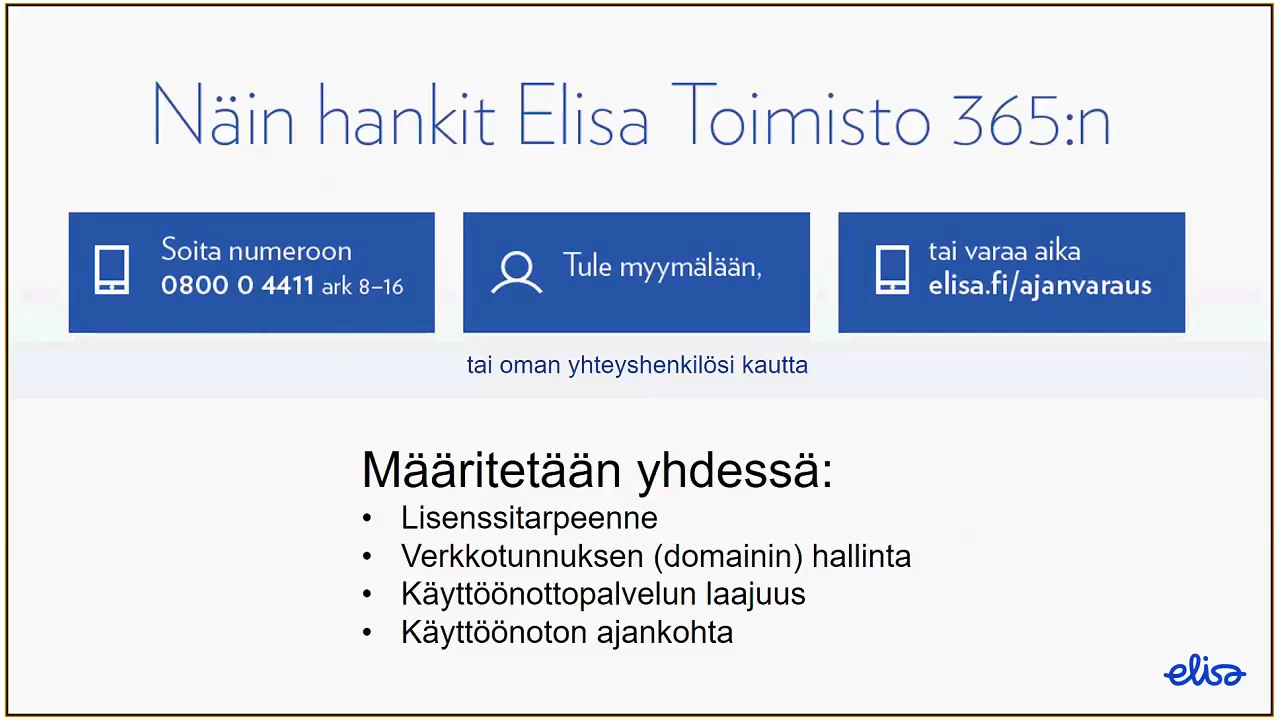 Näin hankit Elisa Toimisto 365:n
Soita numeroon
0800 0 4411 ark 8–16
Tule myymälään,
tai varaa aika
elisa.fi/ajanvaraus
tai oman yhteyshenkilösi kautta
Määritetään yhdessä:
• Lisenssitarpeenne
• Verkkotunnuksen (domainin) hallinta
• Käyttöönottopalvelun laajuus
• Käyttöönoton ajankohta
elisa